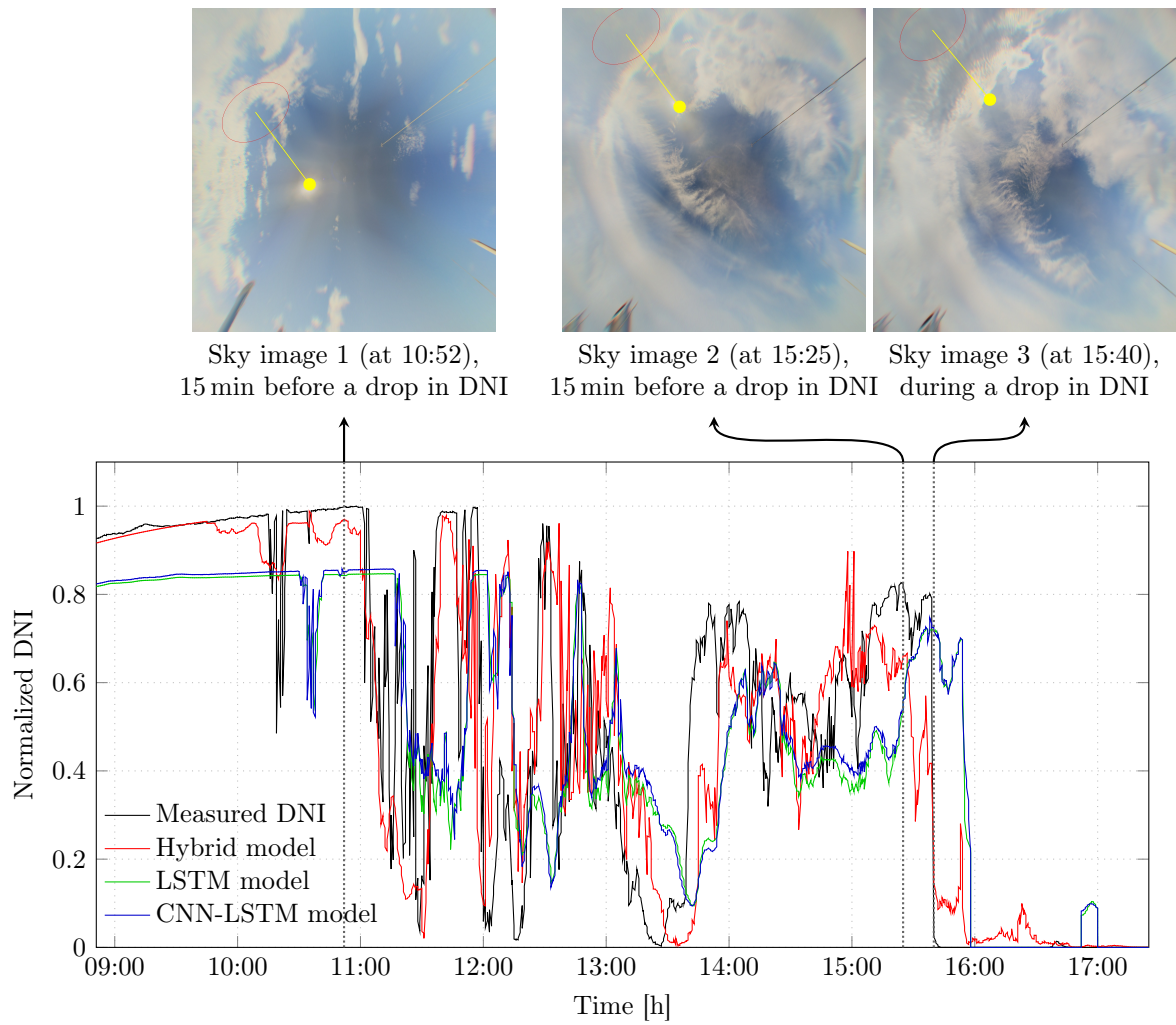 Sky image 1 (at 10:52),
15 min before a drop in DNI
Sky image 2 (at 15:25),
15 min before a drop in DNI
Sky image 3 (at 15:40),
during a drop in DNI
Normalized DNI
1
0.8
0.6
0.4
0.2
0
Measured DNI
Hybrid model
LSTM model
CNN-LSTM model
09:00 10:00 11:00 12:00 13:00 14:00 15:00 16:00 17:00
Time [h]